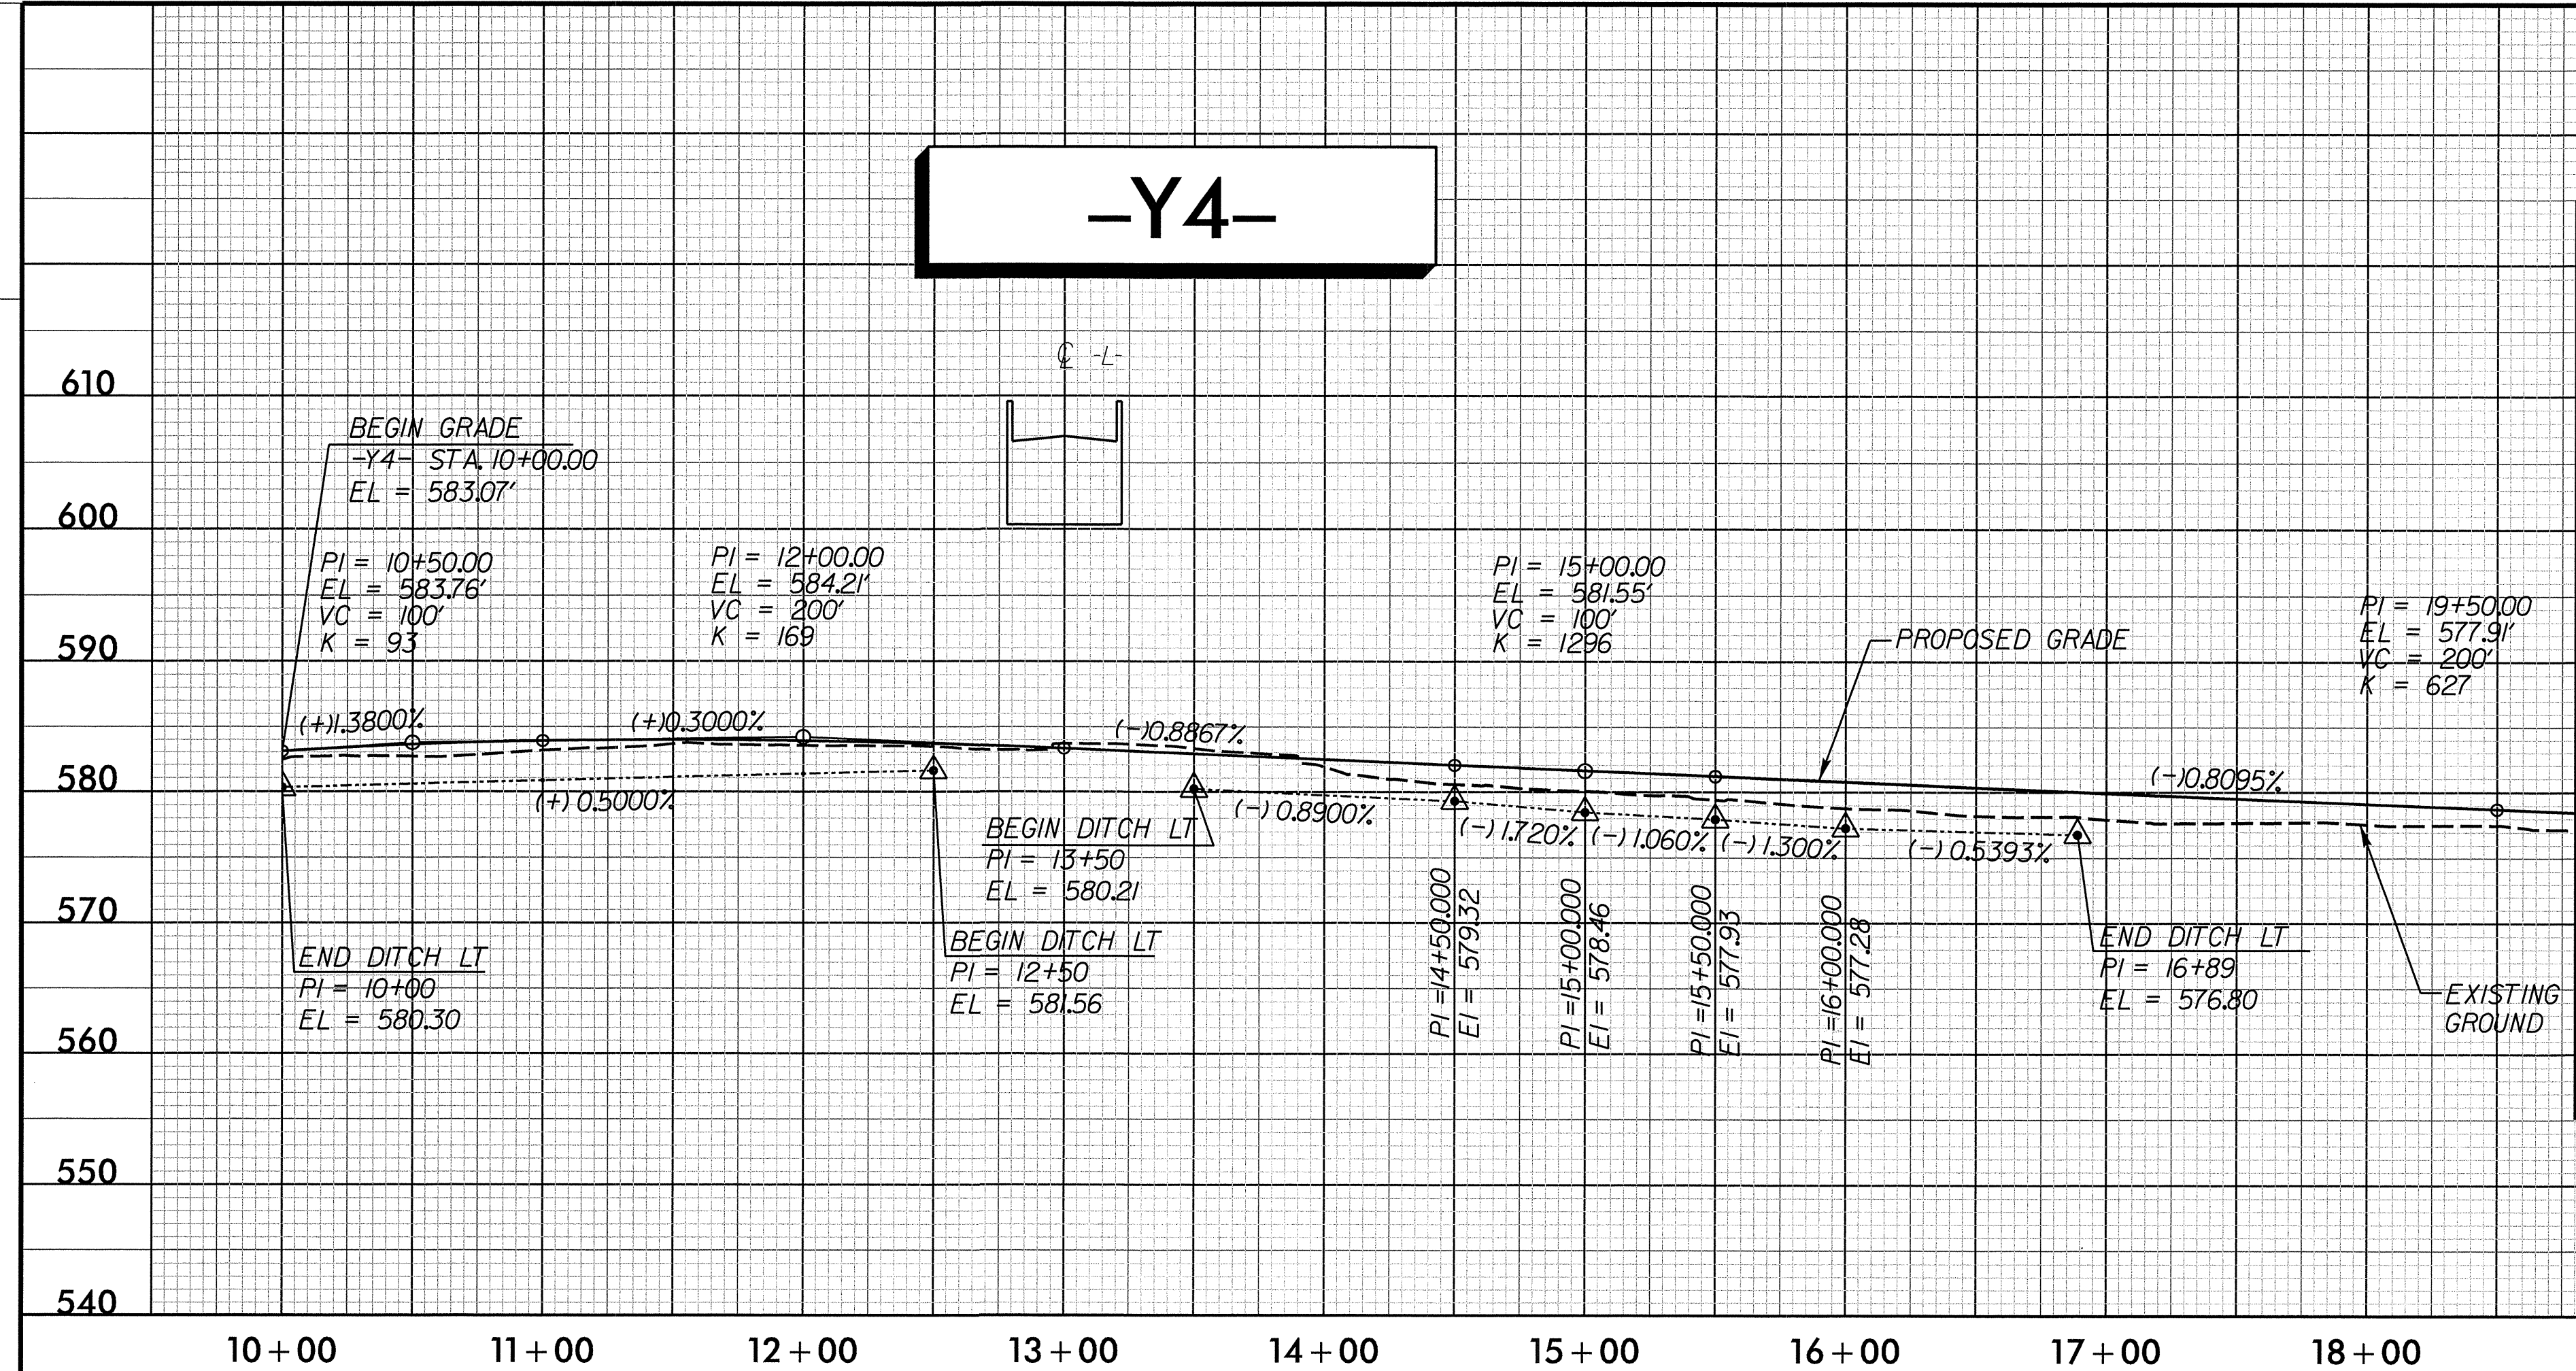 -Y4-
℄ -L-
610
600
590
580
570
560
550
540
BEGIN GRADE
-Y4- STA. 10+00.00
EL = 583.07'
PI = 10+50.00
EL = 583.76'
VC = 100'
K = 93
PI = 12+00.00
EL = 584.21'
VC = 200'
K = 169
PI = 15+00.00
EL = 581.55'
VC = 100'
K = 1296
PI = 19+50.00
EL = 577.91'
VC = 200'
K = 627
PROPOSED GRADE
(+)1.3800%
(+)0.3000%
(-)0.8867%
(-)0.8095%
(+) 0.5000%
(-) 0.8900%
(-) 1.720%
(-) 1.060%
(-) 1.300%
(-) 0.5393%
BEGIN DITCH LT
PI = 13+50
EL = 580.21
BEGIN DITCH LT
PI = 12+50
EL = 581.56
END DITCH LT
PI = 10+00
EL = 580.30
PI =14+50.000
El = 579.32
PI =15+00.000
El = 578.46
PI =15+50.000
El = 577.93
PI =16+00.000
El = 577.28
END DITCH LT
PI = 16+89
EL = 576.80
EXISTING
GROUND
10+00
11+00
12+00
13+00
14+00
15+00
16+00
17+00
18+00